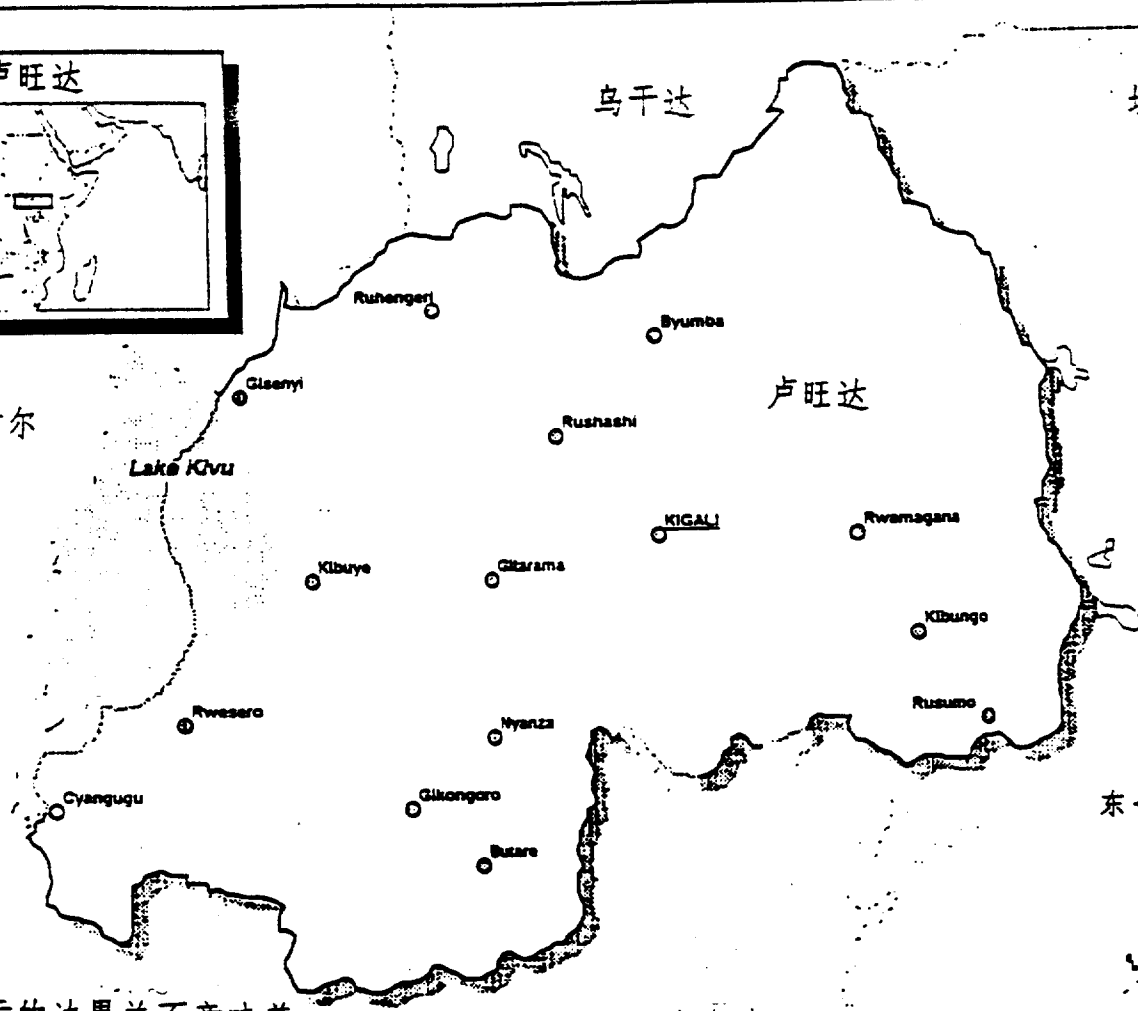 卢旺达
乌干达
Ruhengeri
Byumba
Gisenyi
卢旺达
尔
Rushashi
Lake Kivu
KIGALI
Rwamagana
Kibuye
Gitarama
Kibungo
Rwesero
Rusumo
Nyanza
Cyangugu
Gikongoro
东
Butare